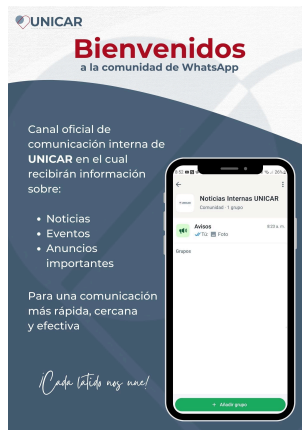 UNICAR
Bienvenidos
a la comunidad de WhatsApp
Canal oficial de
comunicación interna de
UNICAR en el cual
recibirán información
sobre:
• Noticias
• Eventos
• Anuncios
importantes
Para una comunicación
más rápida, cercana
y efectiva
¡Cada latido nos une!
Noticias Internas UNICAR
Comunidad · 1 grupo
Avisos
Tú: Foto
Grupos
+ Añadir grupo